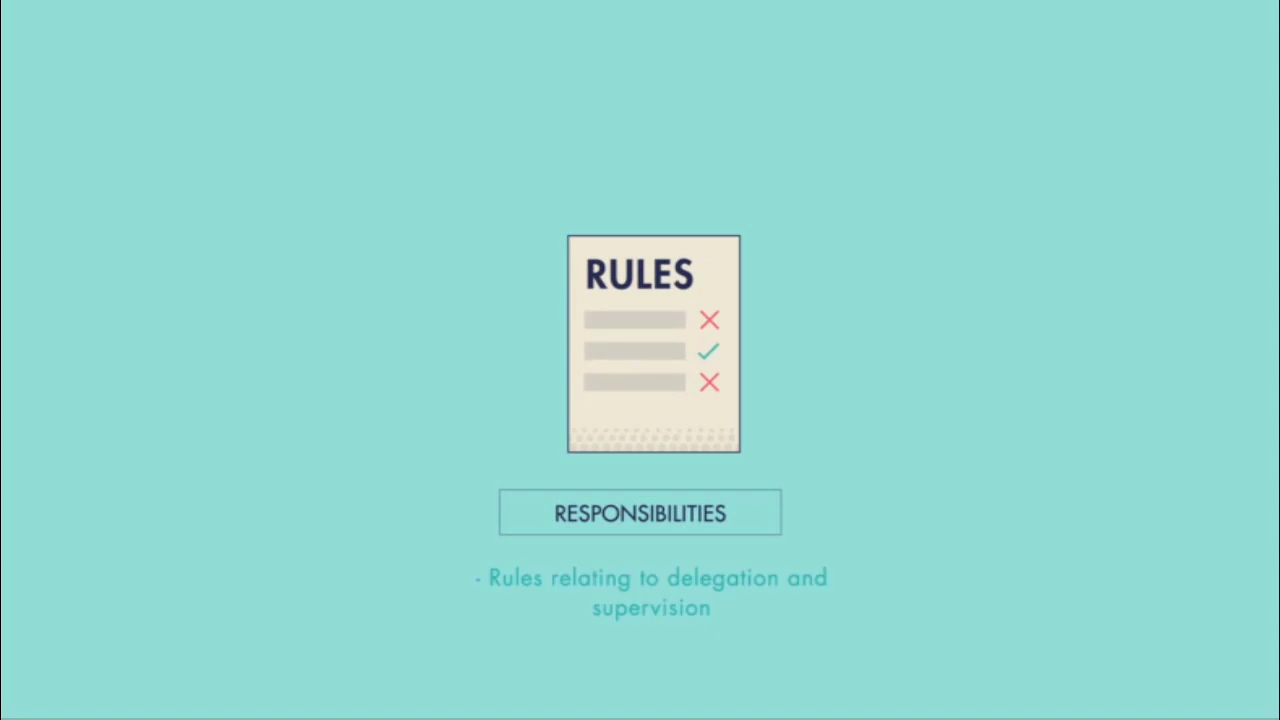 RULES
RESPONSIBILITIES
- Rules relating to delegation and
supervision